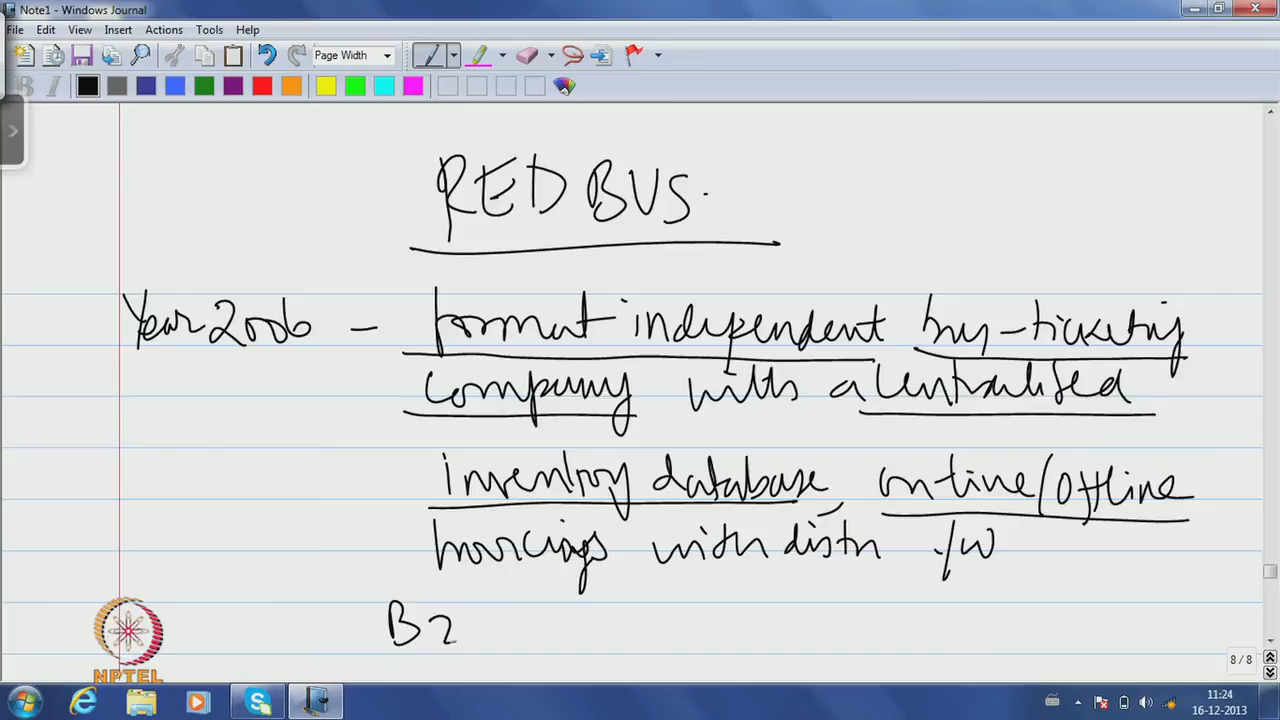 Note1 - Windows Journal
File Edit View Insert Actions Tools Help
Page Width
RED BUS.
Year 2006 - format independent bus-ticketing
company with a centralised
inventory database, online/offline
with distn
B2
8 / 8
NPTEL
11:24
16-12-2013